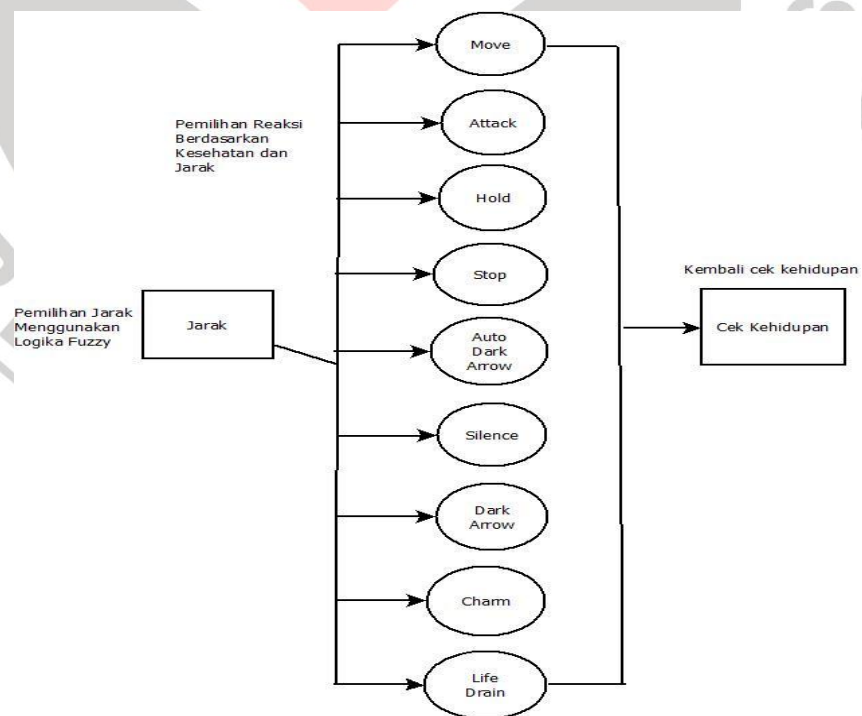 Move
Pemilihan Reaksi
Berdasarkan
Kesehatan dan
Jarak
Attack
Hold
Stop
Kembali cek kehidupan
Pemilihan Jarak
Menggunakan
Logika Fuzzy
Jarak
Cek Kehidupan
Auto
Dark
Arrow
Silence
Dark
Arrow
Charm
Life
Drain